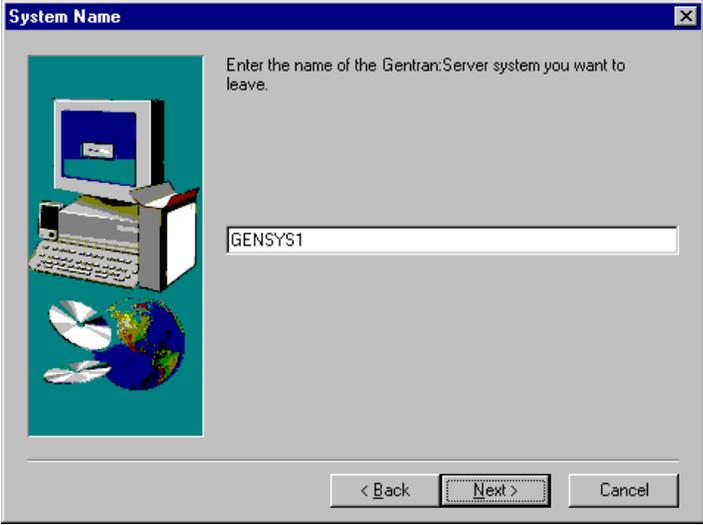 System Name
Enter the name of the Gentran:Server system you want to
leave.
GENSYS1
< Back
Next >
Cancel